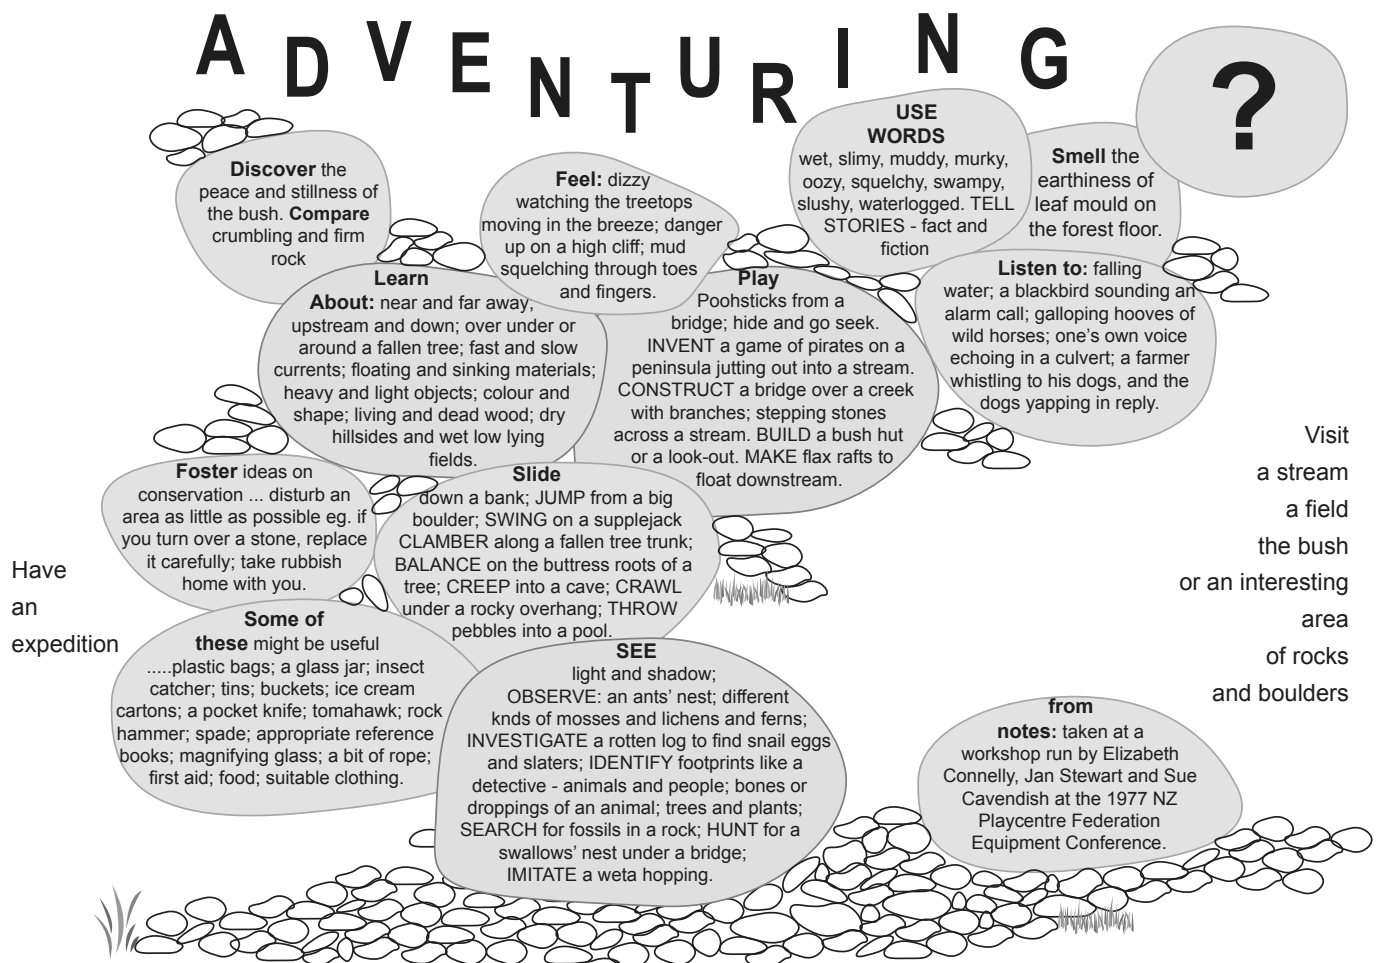 ADVENTURING
?
Discover the
peace and stillness of
the bush. Compare
crumbling and firm
rock
Feel: dizzy
watching the treetops
moving in the breeze; danger
up on a high cliff; mud
squelching through toes
and fingers.
USE
WORDS
wet, slimy, muddy, murky,
oozy, squelchy, swampy,
slushy, waterlogged. TELL
STORIES - fact and
fiction
Smell the
earthiness of
leaf mould on
the forest floor.
Learn
About: near and far away,
upstream and down; over under or
around a fallen tree; fast and slow
currents; floating and sinking materials;
heavy and light objects; colour and
shape; living and dead wood; dry
hillsides and wet low lying
fields.
Play
Poohsticks from a
bridge; hide and go seek.
INVENT a game of pirates on a
peninsula jutting out into a stream.
CONSTRUCT a bridge over a creek
with branches; stepping stones
across a stream. BUILD a bush hut
or a look-out. MAKE flax rafts to
float downstream.
Listen to: falling
water; a blackbird sounding an
alarm call; galloping hooves of
wild horses; one's own voice
echoing in a culvert; a farmer
whistling to his dogs, and the
dogs yapping in reply.
Foster ideas on
conservation ... disturb an
area as little as possible eg. if
you turn over a stone, replace
it carefully; take rubbish
home with you.
Slide
down a bank; JUMP from a big
boulder; SWING on a supplejack
CLAMBER along a fallen tree trunk;
BALANCE on the buttress roots of a
tree; CREEP into a cave; CRAWL
under a rocky overhang; THROW
pebbles into a pool.
Visit
a stream
a field
the bush
or an interesting
area
of rocks
and boulders
Have
an
expedition
Some of
these might be useful
.....plastic bags; a glass jar; insect
catcher; tins; buckets; ice cream
cartons; a pocket knife; tomahawk; rock
hammer; spade; appropriate reference
books; magnifying glass; a bit of rope;
first aid; food; suitable clothing.
SEE
light and shadow;
OBSERVE: an ants' nest; different
knds of mosses and lichens and ferns;
INVESTIGATE a rotten log to find snail eggs
and slaters; IDENTIFY footprints like a
detective - animals and people; bones or
droppings of an animal; trees and plants;
SEARCH for fossils in a rock; HUNT for a
swallows' nest under a bridge;
IMITATE a weta hopping.
from
notes: taken at a
workshop run by Elizabeth
Connelly, Jan Stewart and Sue
Cavendish at the 1977 NZ
Playcentre Federation
Equipment Conference.